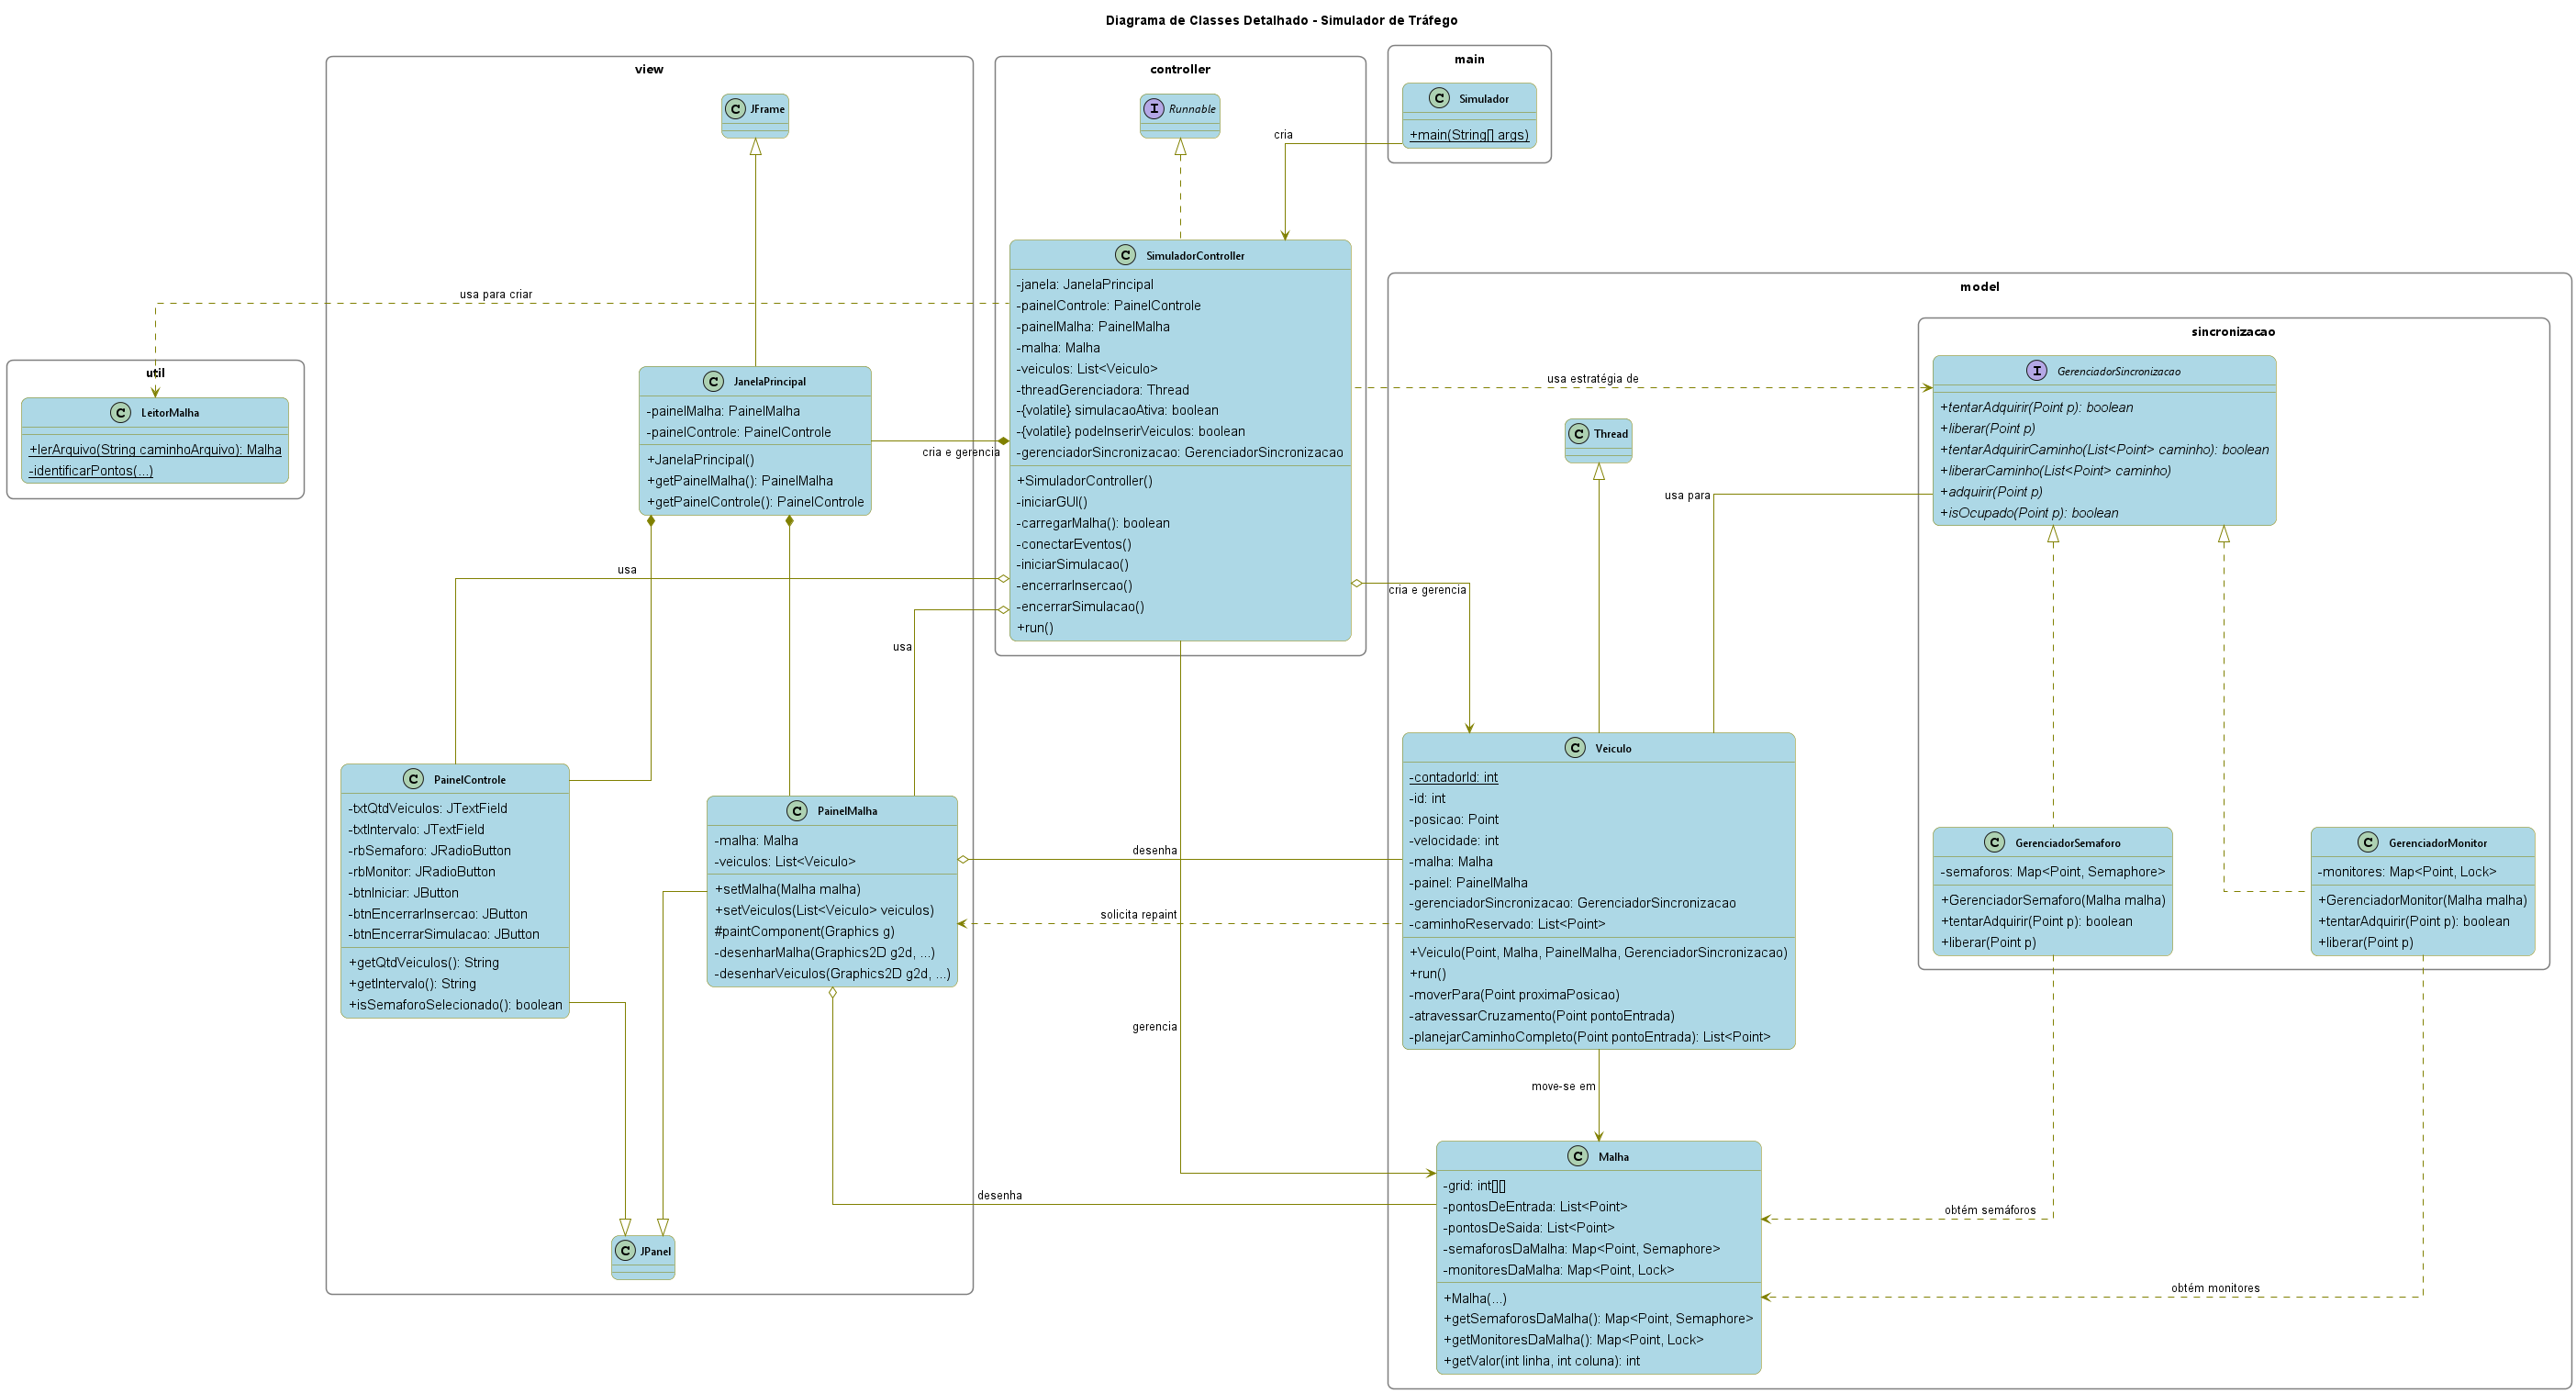 Diagrama de Classes Detalhado - Simulador de Tráfego
view
C JFrame
controller
I Runnable
main
C Simulador
+main(String[] args)
cria
usa para criar
util
C LeitorMalha
+lerArquivo(String caminhoArquivo): Malha
-identificarPontos(...)
C JanelaPrincipal
-painelMalha: PainelMalha
-painelControle: PainelControle
+JanelaPrincipal()
+getPainelMalha(): PainelMalha
+getPainelControle(): PainelControle
cria e gerencia
C SimuladorController
-janela: JanelaPrincipal
-painelControle: PainelControle
-painelMalha: PainelMalha
-malha: Malha
-veiculos: List<Veiculo>
-threadGerenciadora: Thread
-{volatile} simulacaoAtiva: boolean
-{volatile} podeInserirVeiculos: boolean
-gerenciadorSincronizacao: GerenciadorSincronizacao
+SimuladorController()
-iniciarGUI()
-carregarMalha(): boolean
-conectarEventos()
-iniciarSimulacao()
-encerrarInsercao()
-encerrarSimulacao()
+run()
model
sincronizacao
usa estratégia de
I GerenciadorSincronizacao
+tentarAdquirir(Point p): boolean
+liberar(Point p)
+tentarAdquirirCaminho(List<Point> caminho): boolean
+liberarCaminho(List<Point> caminho)
+adquirir(Point p)
+isOcupado(Point p): boolean
C Thread
usa para
usa
usa
cria e gerencia
C PainelControle
-txtQtdVeiculos: JTextField
-txtIntervalo: JTextField
-rbSemaforo: JRadioButton
-rbMonitor: JRadioButton
-btnIniciar: JButton
-btnEncerrarInsercao: JButton
-btnEncerrarSimulacao: JButton
+getQtdVeiculos(): String
+getIntervalo(): String
+isSemaforoSelecionado(): boolean
C PainelMalha
-malha: Malha
-veiculos: List<Veiculo>
+setMalha(Malha malha)
+setVeiculos(List<Veiculo> veiculos)
#paintComponent(Graphics g)
-desenharMalha(Graphics2D g2d, ...)
-desenharVeiculos(Graphics2D g2d, ...)
desenha
solicita repaint
gerencia
C Veiculo
-contadorId: int
-id: int
-posicao: Point
-velocidade: int
-malha: Malha
-painel: PainelMalha
-gerenciadorSincronizacao: GerenciadorSincronizacao
-caminhoReservado: List<Point>
+Veiculo(Point, Malha, PainelMalha, GerenciadorSincronizacao)
+run()
-moverPara(Point proximaPosicao)
-atravessarCruzamento(Point pontoEntrada)
-planejarCaminhoCompleto(Point pontoEntrada): List<Point>
C GerenciadorSemaforo
-semaforos: Map<Point, Semaphore>
+GerenciadorSemaforo(Malha malha)
+tentarAdquirir(Point p): boolean
+liberar(Point p)
C GerenciadorMonitor
-monitores: Map<Point, Lock>
+GerenciadorMonitor(Malha malha)
+tentarAdquirir(Point p): boolean
+liberar(Point p)
move-se em
desenha
C JPanel
C Malha
-grid: int[][]
-pontosDeEntrada: List<Point>
-pontosDeSaida: List<Point>
-semaforosDaMalha: Map<Point, Semaphore>
-monitoresDaMalha: Map<Point, Lock>
+Malha(...)
+getSemaforosDaMalha(): Map<Point, Semaphore>
+getMonitoresDaMalha(): Map<Point, Lock>
+getValor(int linha, int coluna): int
obtém semáforos
obtém monitores